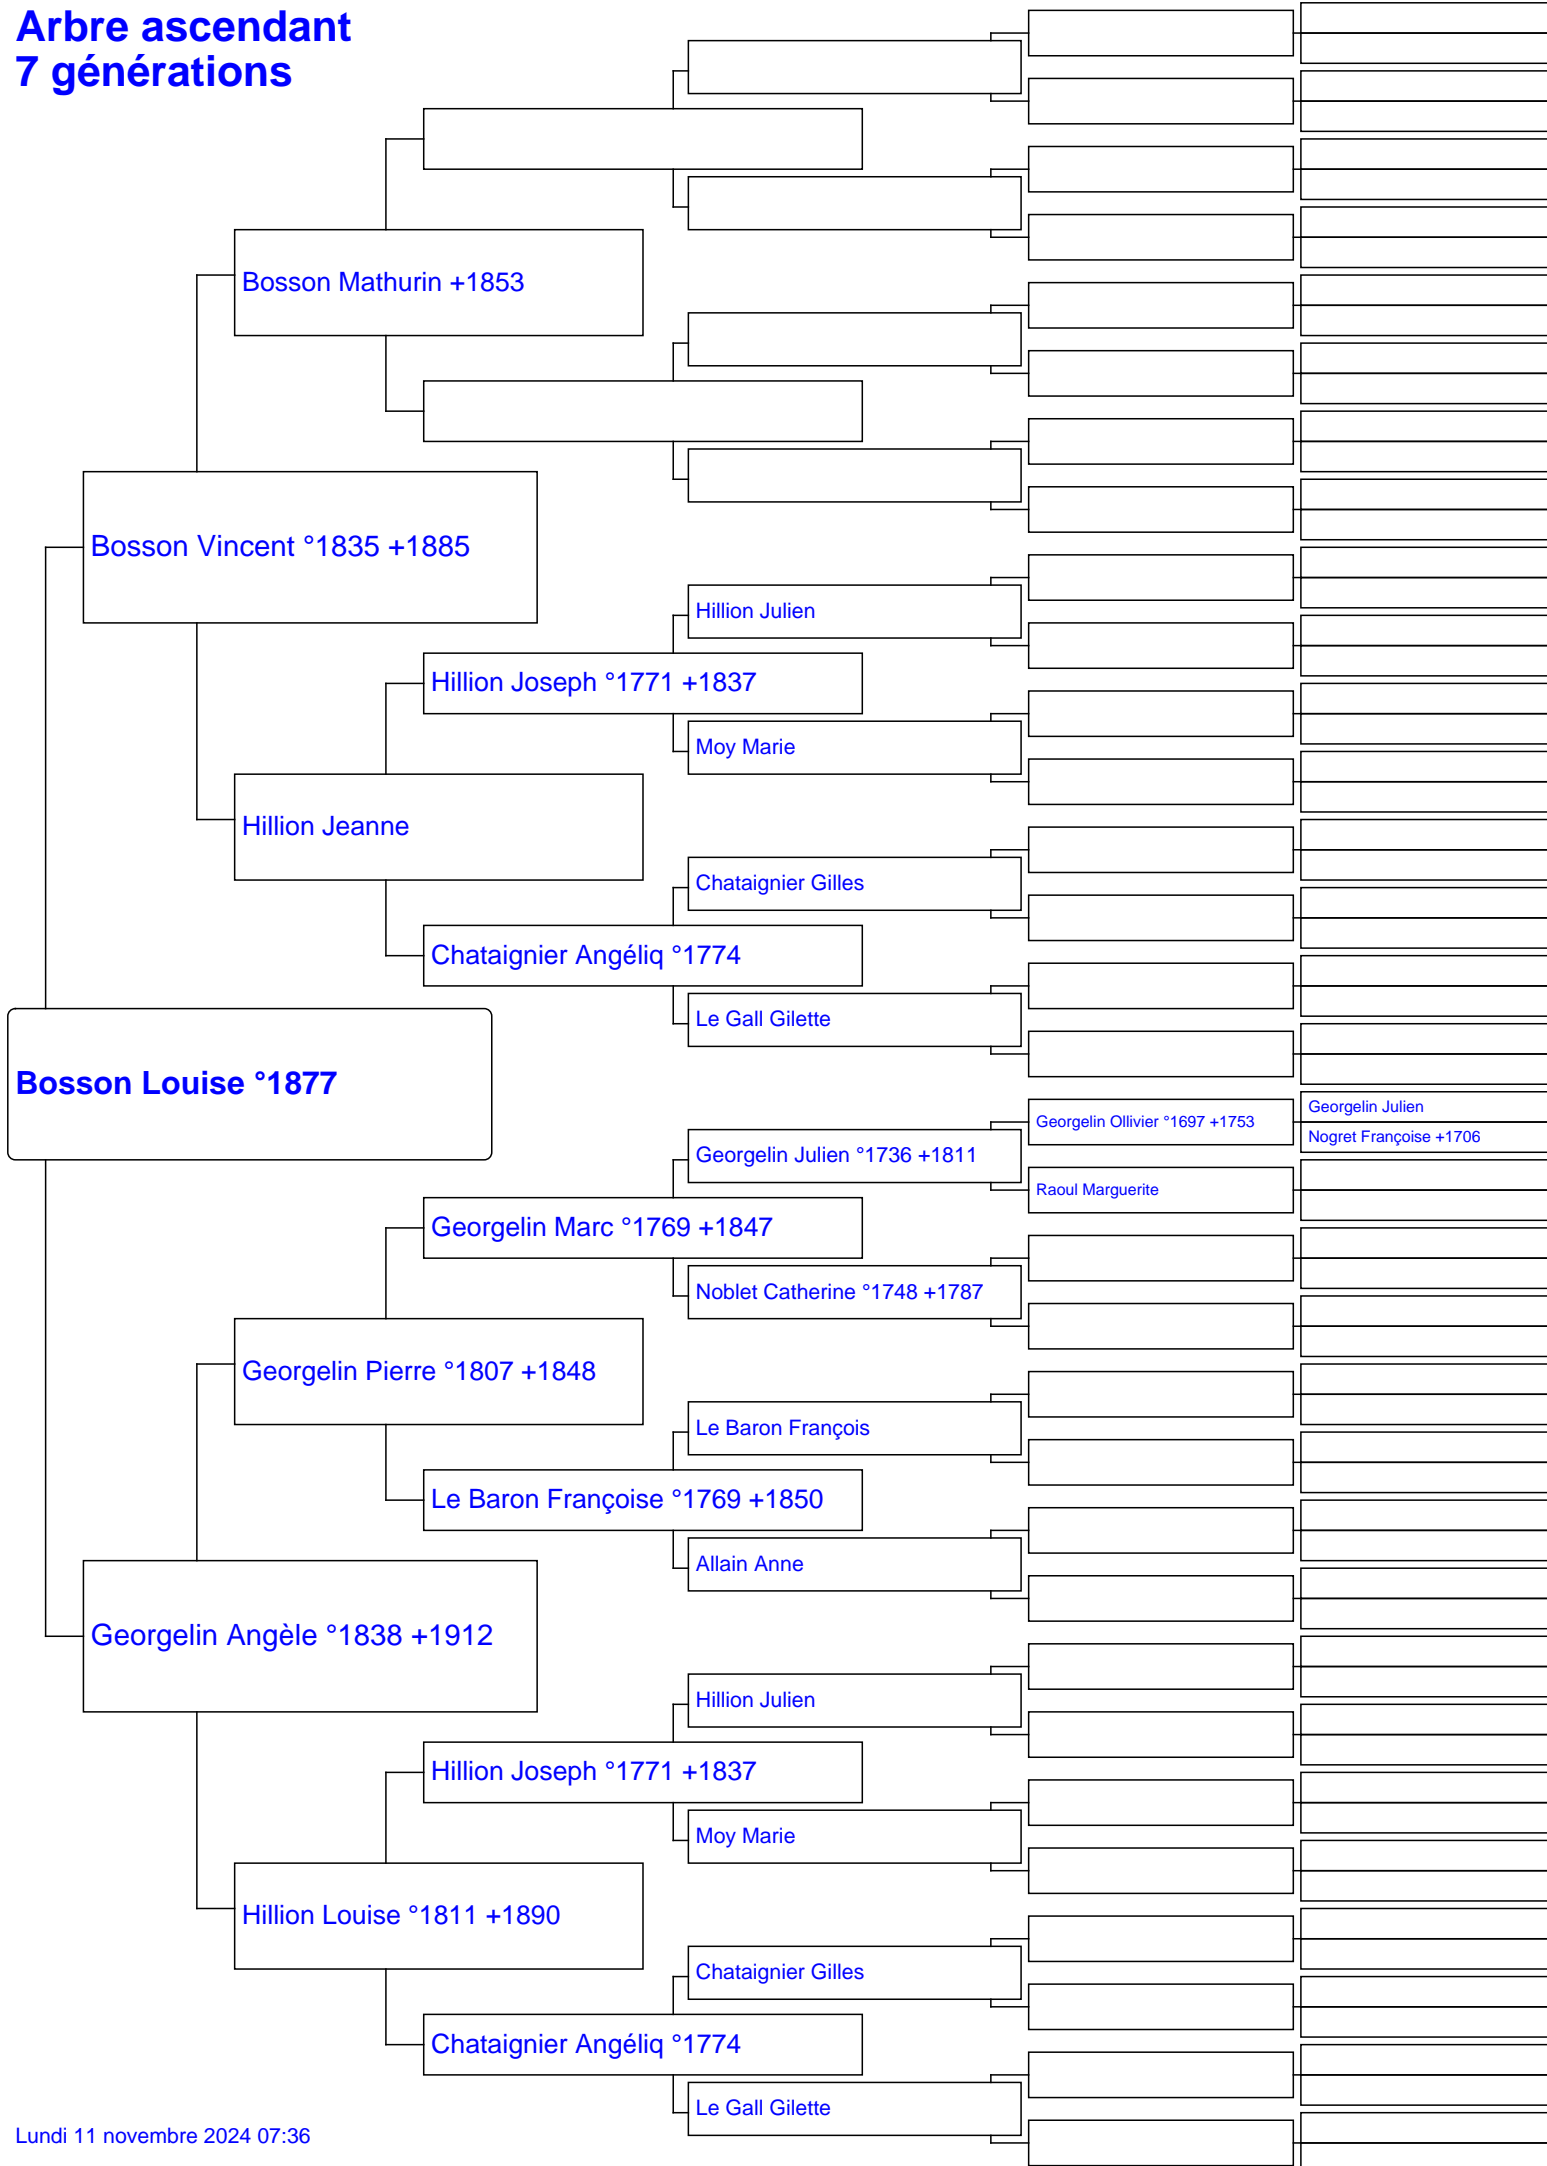 Arbre ascendant
7 générations
Bosson Mathurin +1853
Bosson Vincent °1835 +1885
Hillion Julien
Hillion Joseph °1771 +1837
Moy Marie
Hillion Jeanne
Chataignier Gilles
Chataignier Angéliq °1774
Le Gall Gilette
Bosson Louise °1877
Georgelin Julien
Georgelin Ollivier °1697 +1753
Nogret Françoise +1706
Georgelin Julien °1736 +1811
Raoul Marguerite
Georgelin Marc °1769 +1847
Noblet Catherine °1748 +1787
Georgelin Pierre °1807 +1848
Le Baron François
Le Baron Françoise °1769 +1850
Allain Anne
Georgelin Angèle °1838 +1912
Hillion Julien
Hillion Joseph °1771 +1837
Moy Marie
Hillion Louise °1811 +1890
Chataignier Gilles
Chataignier Angéliq °1774
Le Gall Gilette
Lundi 11 novembre 2024 07:36